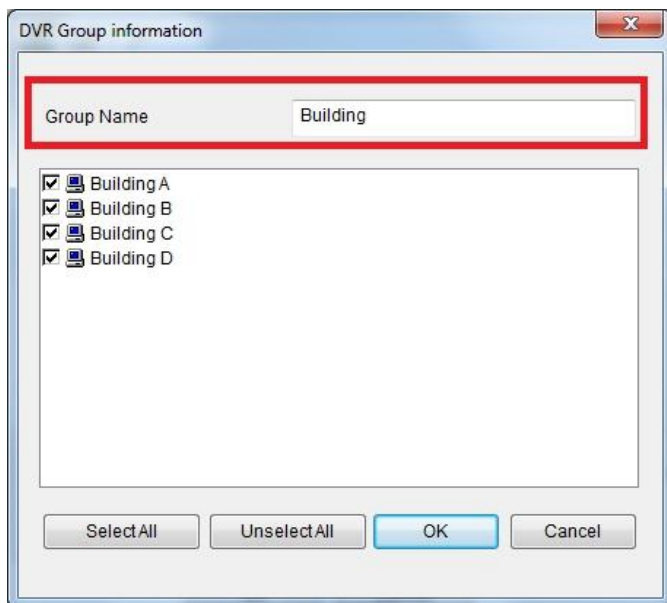 DVR Group information
Group Name Building
Building A
Building B
Building C
Building D
Select All Unselect All OK Cancel